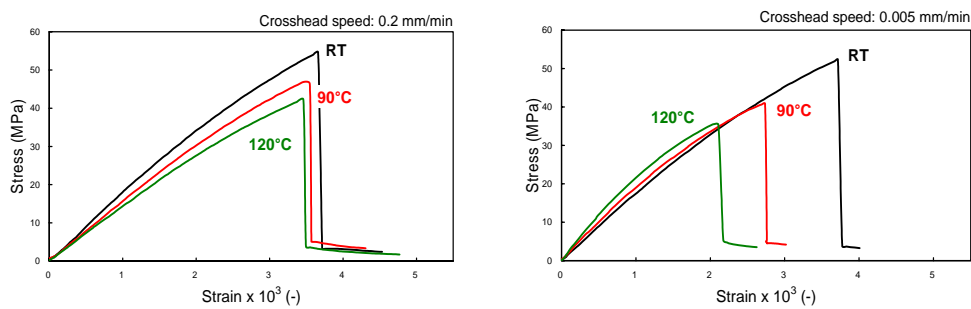 Crosshead speed: 0.2 mm/min
60
50
40
30
20
10
0
Stress (MPa)
RT
90°C
120°C
0 1 2 3 4 5
Strain x 10³ (-)
Crosshead speed: 0.005 mm/min
60
50
40
30
20
10
0
Stress (MPa)
RT
120°C
90°C
0 1 2 3 4 5
Strain x 10³ (-)